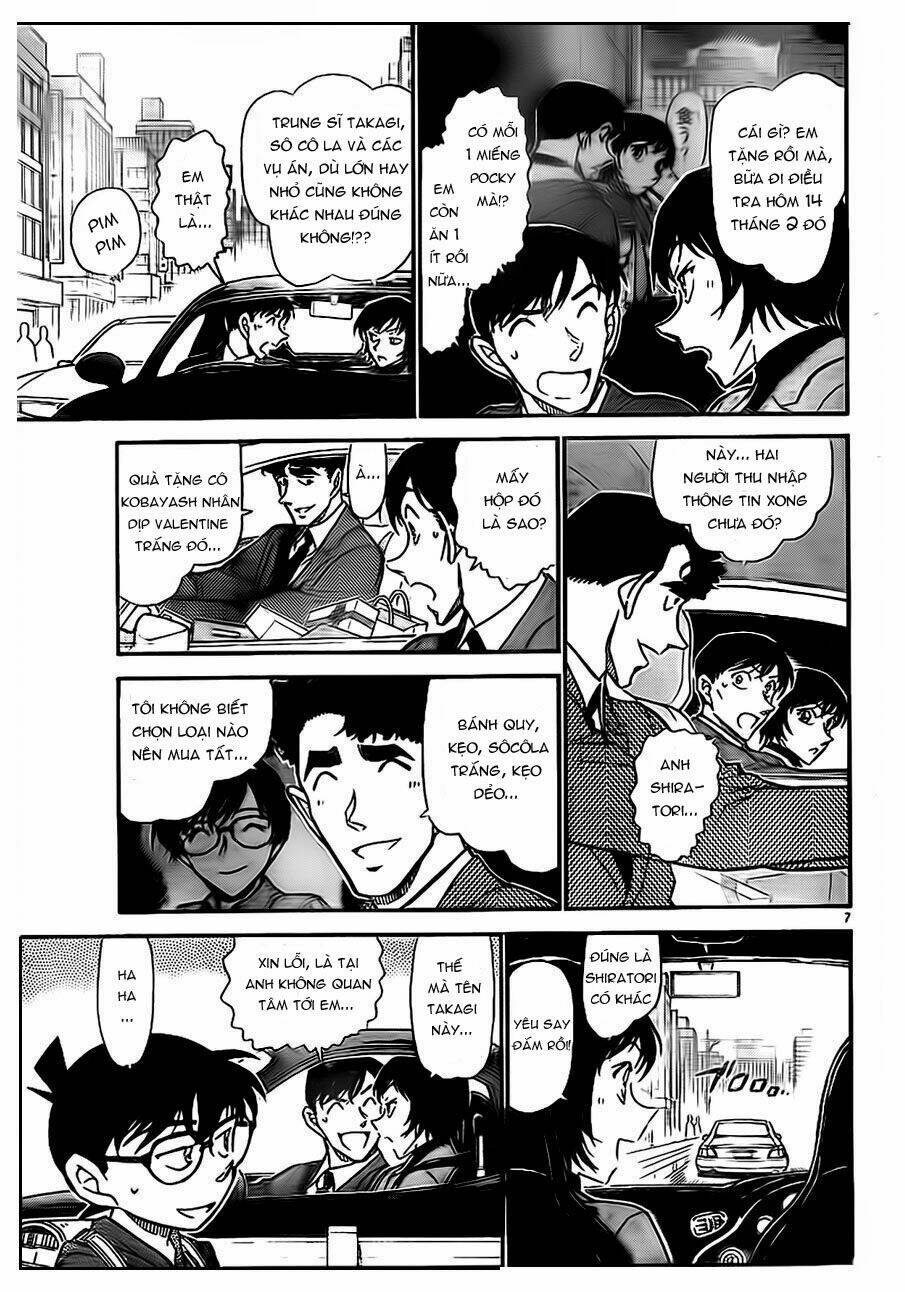 CÁI GÌ? EM
TẶNG RỒI MÀ,
BỮA ĐI ĐIỀU
TRA HÔM 14
THÁNG 2 ĐÓ
CÓ MỖI
1 MIẾNG
POCKY
MÀ!?
EM
CÒN
ĂN 1
ÍT RỒI
NỮA...
TRUNG SĨ TAKAGI,
SÔ CÔ LA VÀ CÁC
VỤ ÁN, DÙ LỚN HAY
NHỎ CŨNG KHÔNG
KHÁC NHAU ĐÚNG
KHÔNG!??
EM
THẬT
LÀ...
PIM
PIM
NÀY... HAI
NGƯỜI THU NHẬP
THÔNG TIN XONG
CHƯA ĐÓ?
ANH
SHIRA-
TORI...
MẤY
HỘP ĐÓ
LÀ SAO?
À...
QUÀ TẶNG CÔ
KOBAYASH NHÂN
DỊP VALENTINE
TRẮNG ĐÓ...
BÁNH QUY,
KẸO, SÔCÔLA
TRẮNG, KẸO
DẺO...
TÔI KHÔNG BIẾT
CHỌN LOẠI NÀO
NÊN MUA TẤT...
7
ĐÚNG LÀ
SHIRATORI
CÓ KHÁC
YÊU SAY
ĐẮM RỒI!
ブロロ...
THẾ
MÀ TÊN
TAKAGI
NÀY...
XIN LỖI, LÀ TẠI
ANH KHÔNG QUAN
TÂM TỚI EM...
HA
HA
...